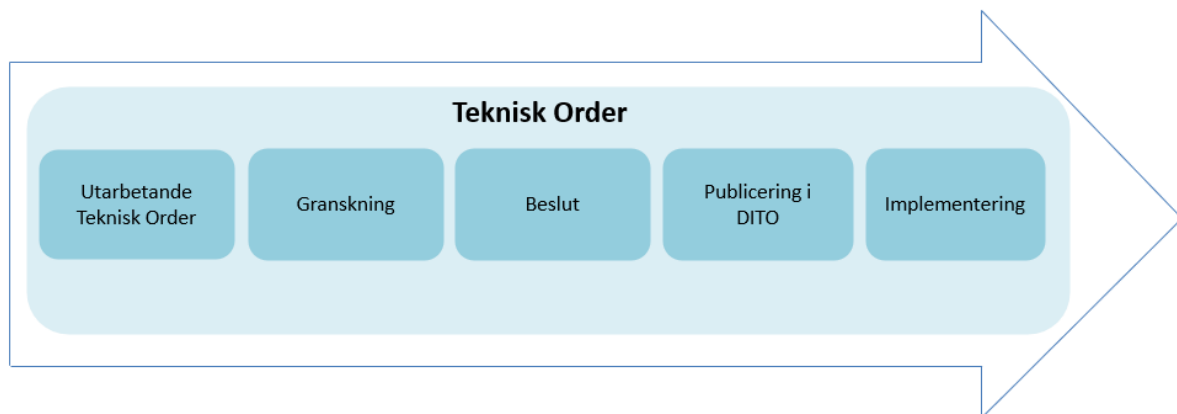 Teknisk Order
Utarbetande
Teknisk Order
Granskning
Beslut
Publicering i
DITO
Implementering